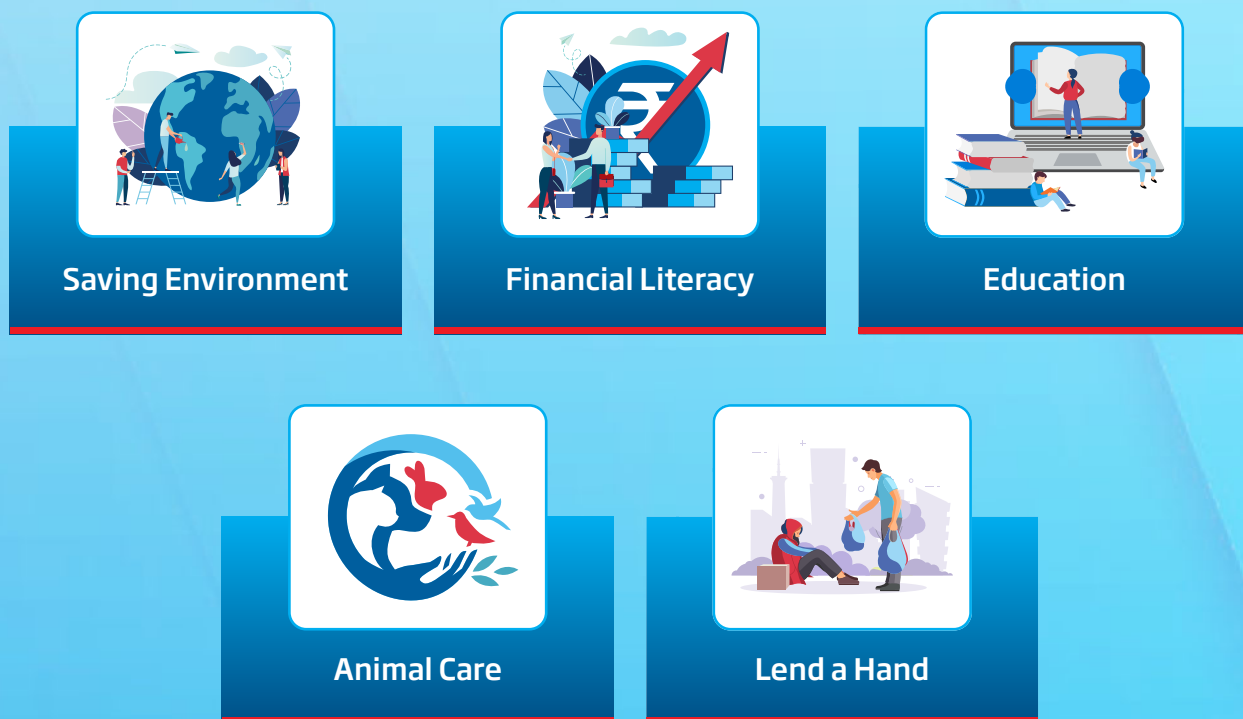 Saving Environment
Financial Literacy
Education
Animal Care
Lend a Hand